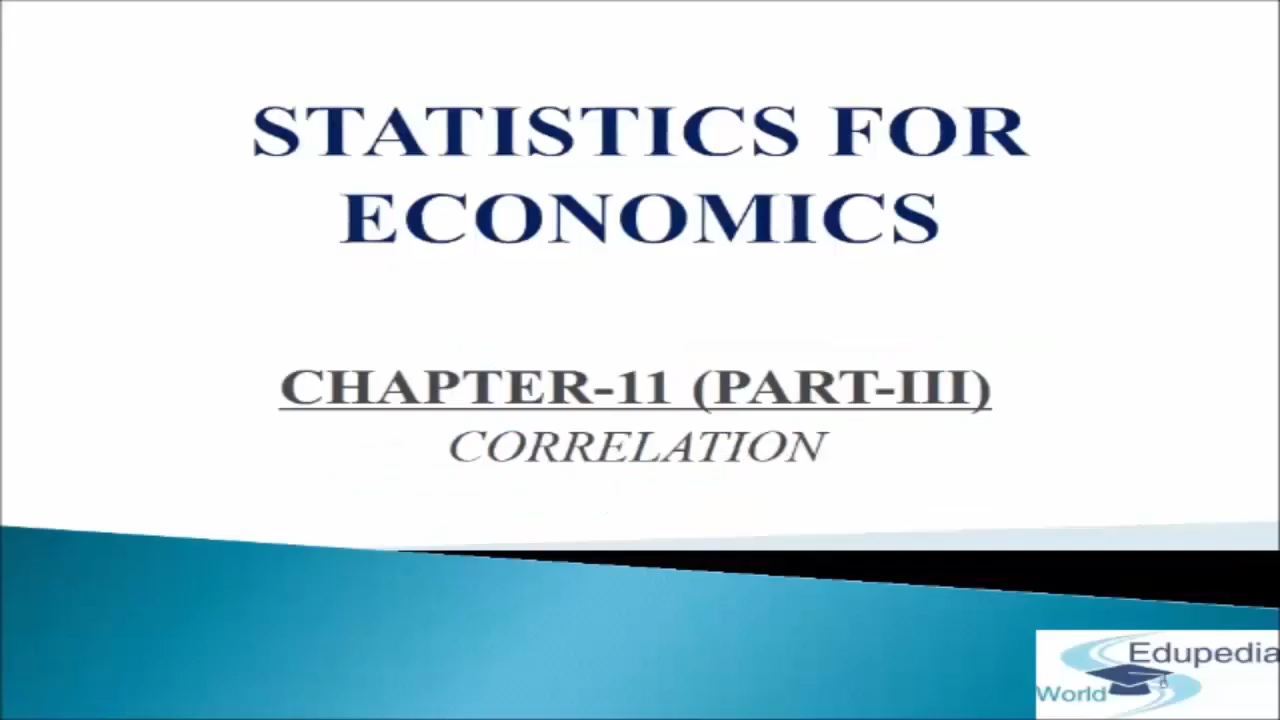 STATISTICS FOR
ECONOMICS
CHAPTER-11 (PART-III)
CORRELATION
Edupedia
World